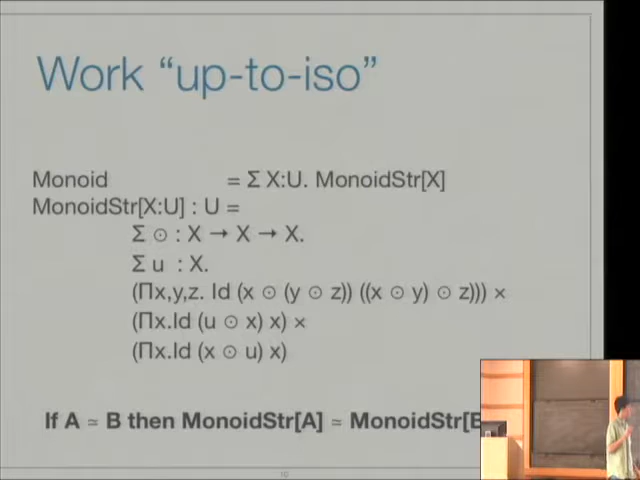 Work “up-to-iso”
Monoid = Σ X:U. MonoidStr[X]
MonoidStr[X:U] : U =
Σ ⊙ : X → X → X.
Σ u : X.
(Πx,y,z. Id (x ⊙ (y ⊙ z)) ((x ⊙ y) ⊙ z))) ×
(Πx.Id (u ⊙ x) x) ×
(Πx.Id (x ⊙ u) x)
If A ≃ B then MonoidStr[A] ≃ MonoidStr[B